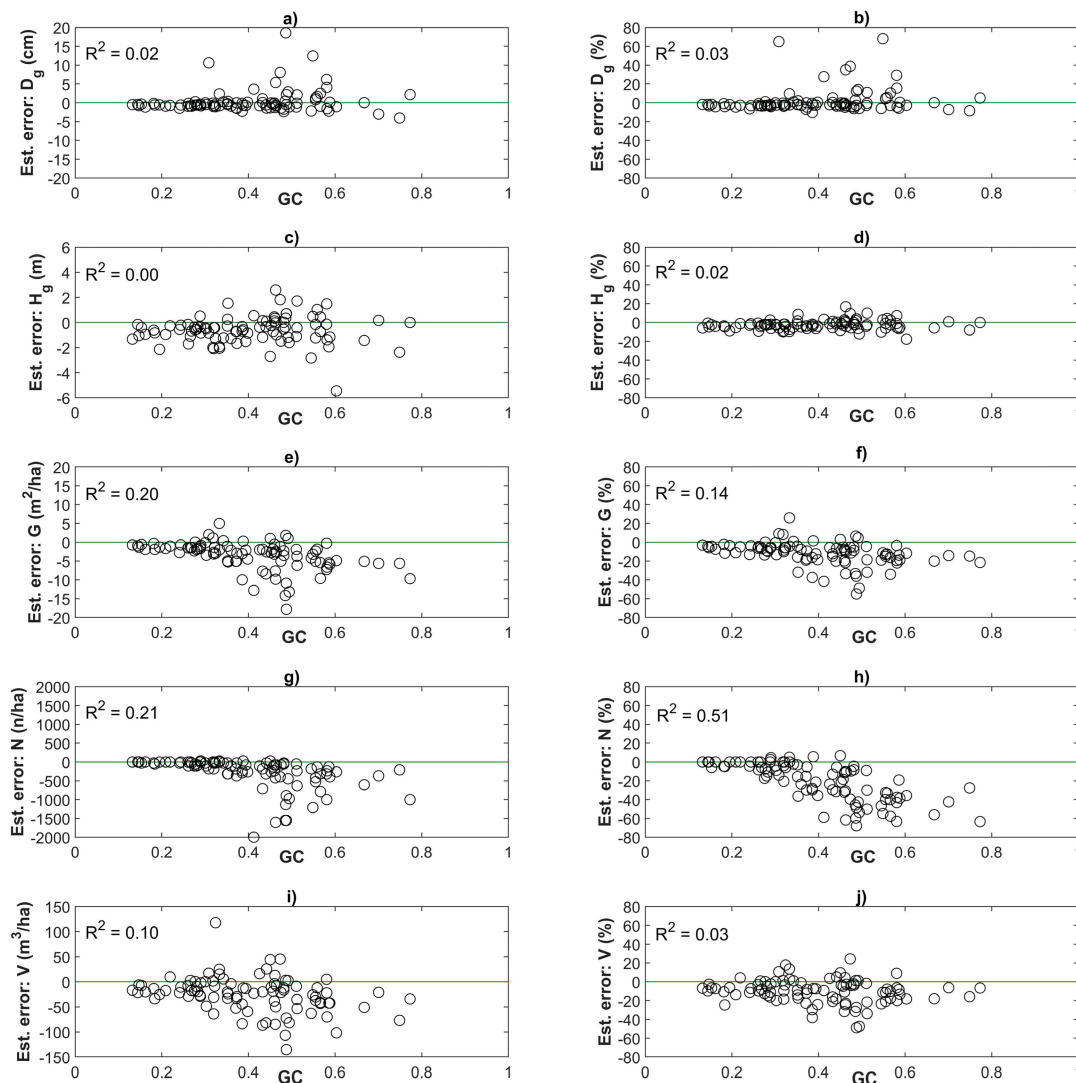 a)
R² = 0.02
Est. error: D_g (cm)
20
15
10
5
0
-5
-10
-15
-20
0 0.2 0.4 0.6 0.8 1
GC
b)
R² = 0.03
Est. error: D_g (%)
80
60
40
20
0
-20
-40
-60
-80
0 0.2 0.4 0.6 0.8 1
GC
c)
R² = 0.00
Est. error: H_g (m)
6
4
2
0
-2
-4
-6
0 0.2 0.4 0.6 0.8 1
GC
d)
R² = 0.02
Est. error: H_g (%)
80
60
40
20
0
-20
-40
-60
-80
0 0.2 0.4 0.6 0.8 1
GC
e)
R² = 0.20
Est. error: G (m²/ha)
20
15
10
5
0
-5
-10
-15
-20
0 0.2 0.4 0.6 0.8 1
GC
f)
R² = 0.14
Est. error: G (%)
80
60
40
20
0
-20
-40
-60
-80
0 0.2 0.4 0.6 0.8 1
GC
g)
R² = 0.21
Est. error: N (n/ha)
2000
1500
1000
500
0
-500
-1000
-1500
-2000
0 0.2 0.4 0.6 0.8 1
GC
h)
R² = 0.51
Est. error: N (%)
80
60
40
20
0
-20
-40
-60
-80
0 0.2 0.4 0.6 0.8 1
GC
i)
R² = 0.10
Est. error: V (m³/ha)
150
100
50
0
-50
-100
-150
0 0.2 0.4 0.6 0.8 1
GC
j)
R² = 0.03
Est. error: V (%)
80
60
40
20
0
-20
-40
-60
-80
0 0.2 0.4 0.6 0.8 1
GC